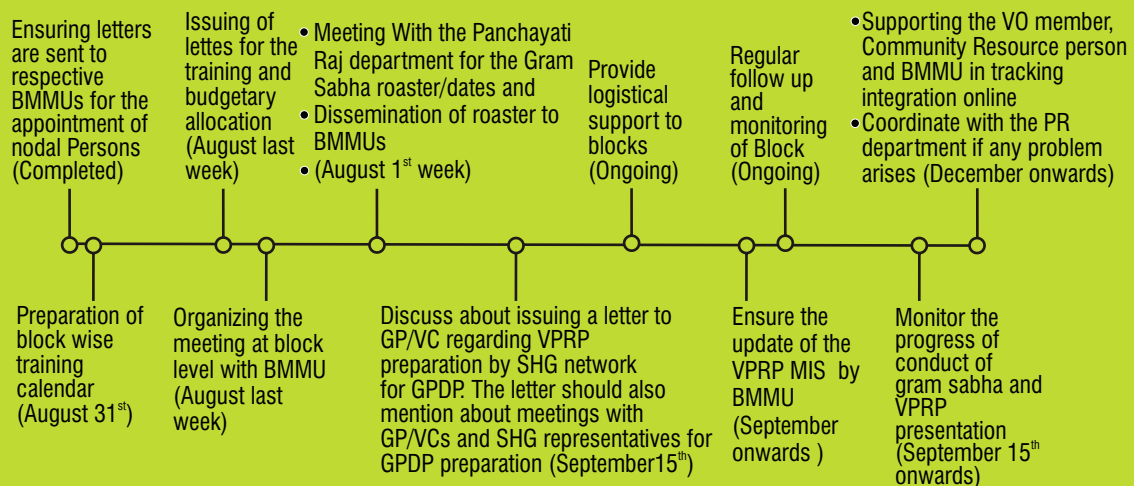 Ensuring letters
are sent to
respective
BMMUs for the
appointment of
nodal Persons
(Completed)
Issuing of
lettes for the
training and
budgetary
allocation
(August last
week)
• Meeting With the Panchayati
Raj department for the Gram
Sabha roaster/dates and
• Dissemination of roaster to
BMMUs
• (August 1st week)
Provide
logistical
support to
blocks
(Ongoing)
Regular
follow up
and
monitoring
of Block
(Ongoing)
• Supporting the VO member,
Community Resource person
and BMMU in tracking
integration online
• Coordinate with the PR
department if any problem
arises (December onwards)
Preparation of
block wise
training
calendar
(August 31st)
Organizing the
meeting at block
level with BMMU
(August last
week)
Discuss about issuing a letter to
GP/VC regarding VPRP
preparation by SHG network
for GPDP. The letter should also
mention about meetings with
GP/VCs and SHG representatives for
GPDP preparation (September15th)
Ensure the
update of the
VPRP MIS by
BMMU
(September
onwards )
Monitor the
progress of
conduct of
gram sabha and
VPRP
presentation
(September 15th
onwards)